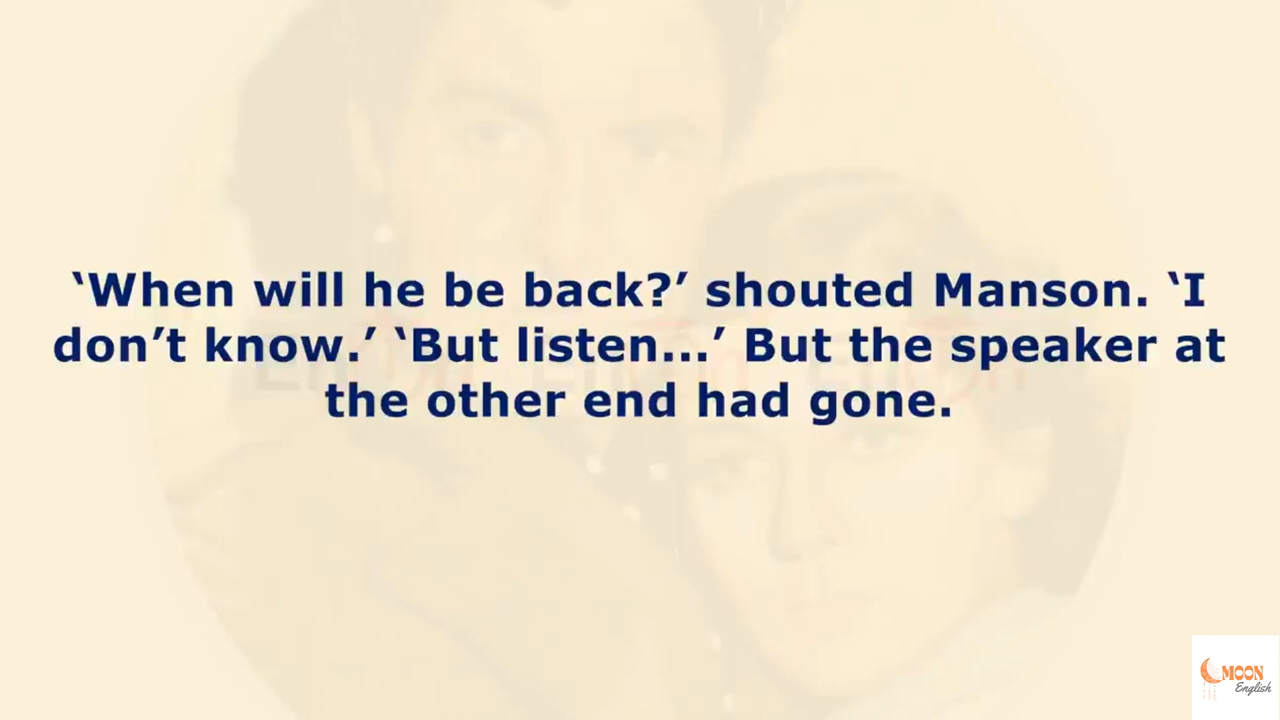 ‘When will he be back?’ shouted Manson. ‘I
don’t know.’ ‘But listen...’ But the speaker at
the other end had gone.
MOON
English